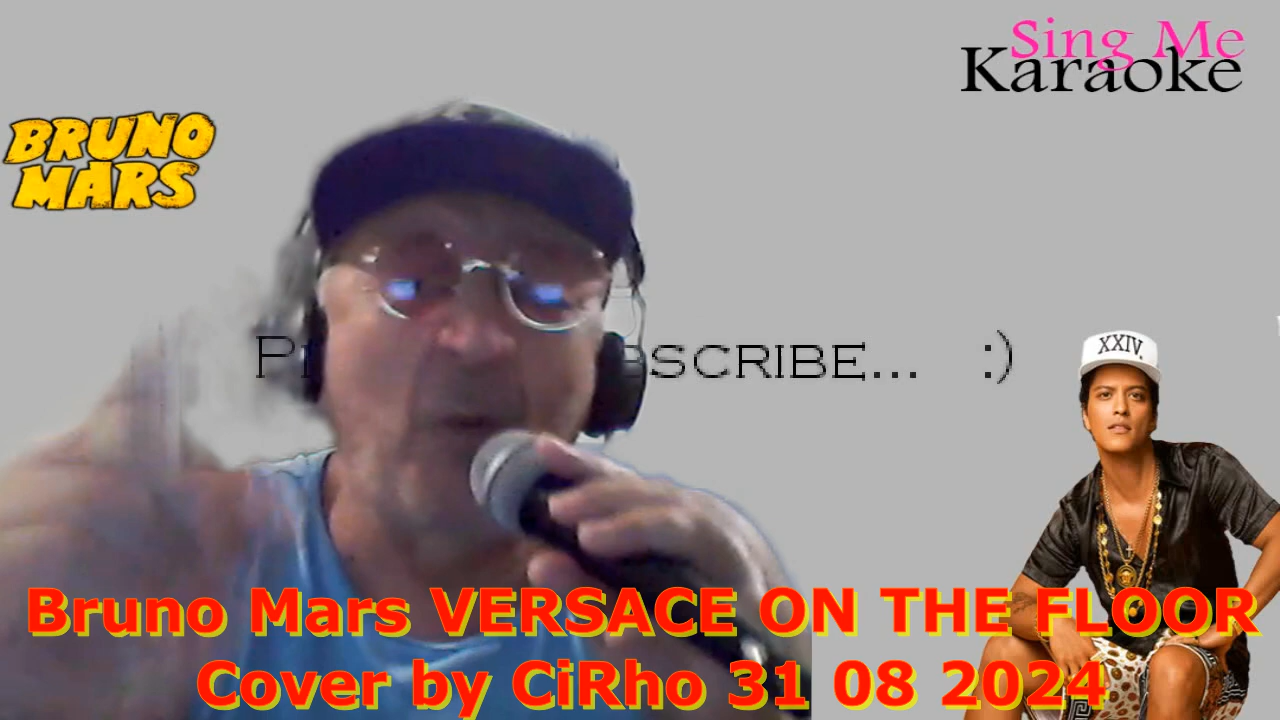 Sing Me
Karaoke
BRUNO
MARS
XXIV.
:)
Bruno Mars VERSACE ON THE FLOOR
Cover by CiRho 31 08 2024